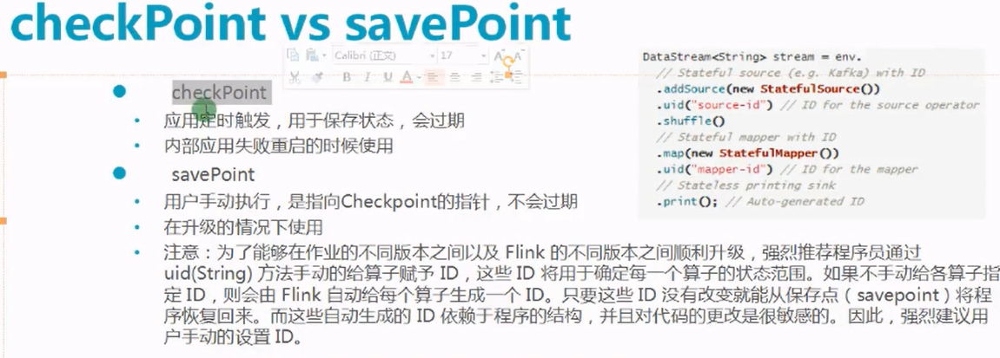 checkPoint vs savePoint
Calibri (正文) 17 A A
B I U A
checkPoint
应用定时触发，用于保存状态，会过期
内部应用失败重启的时候使用
savePoint
用户手动执行，是指向Checkpoint的指针，不会过期
在升级的情况下使用
注意：为了能够在作业的不同版本之间以及 Flink 的不同版本之间顺利升级，强烈推荐程序员通过
uid(String) 方法手动的给算子赋予 ID，这些 ID 将用于确定每一个算子的状态范围。如果不手动给各算子指
定 ID，则会由 Flink 自动给每个算子生成一个 ID。只要这些 ID 没有改变就能从保存点（savepoint）将程
序恢复回来。而这些自动生成的 ID 依赖于程序的结构，并且对代码的更改是很敏感的。因此，强烈建议用
户手动的设置 ID。
DataStream<String> stream = env.
// Stateful source (e.g. Kafka) with ID
.addSource(new StatefulSource())
.uid("source-id") // ID for the source operator
.shuffle()
// Stateful mapper with ID
.map(new StatefulMapper())
.uid("mapper-id") // ID for the mapper
// Stateless printing sink
.print(); // Auto-generated ID